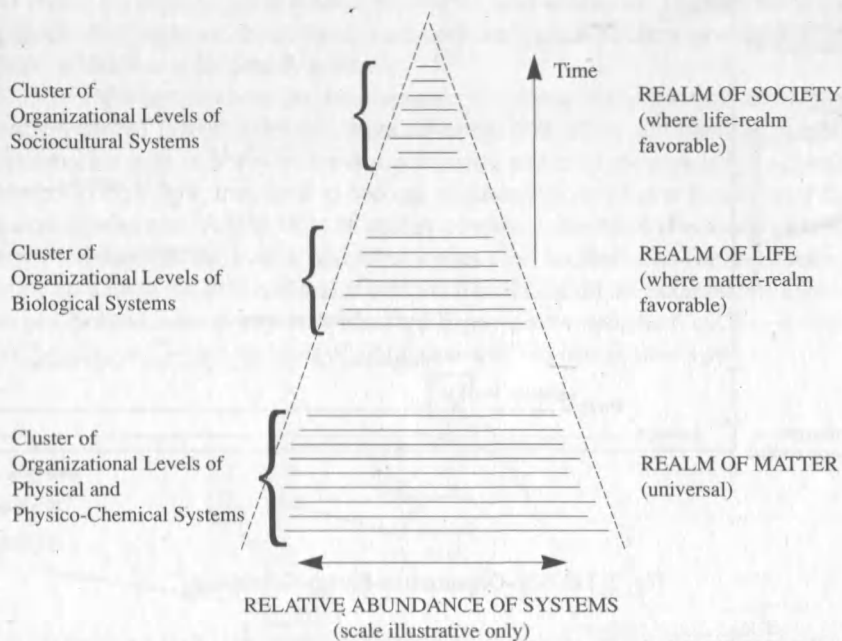 Cluster of
Organizational Levels of
Sociocultural Systems
Time
REALM OF SOCIETY
(where life-realm
favorable)
Cluster of
Organizational Levels of
Biological Systems
REALM OF LIFE
(where matter-realm
favorable)
Cluster of
Organizational Levels of
Physical and
Physico-Chemical Systems
REALM OF MATTER
(universal)
RELATIVE ABUNDANCE OF SYSTEMS
(scale illustrative only)